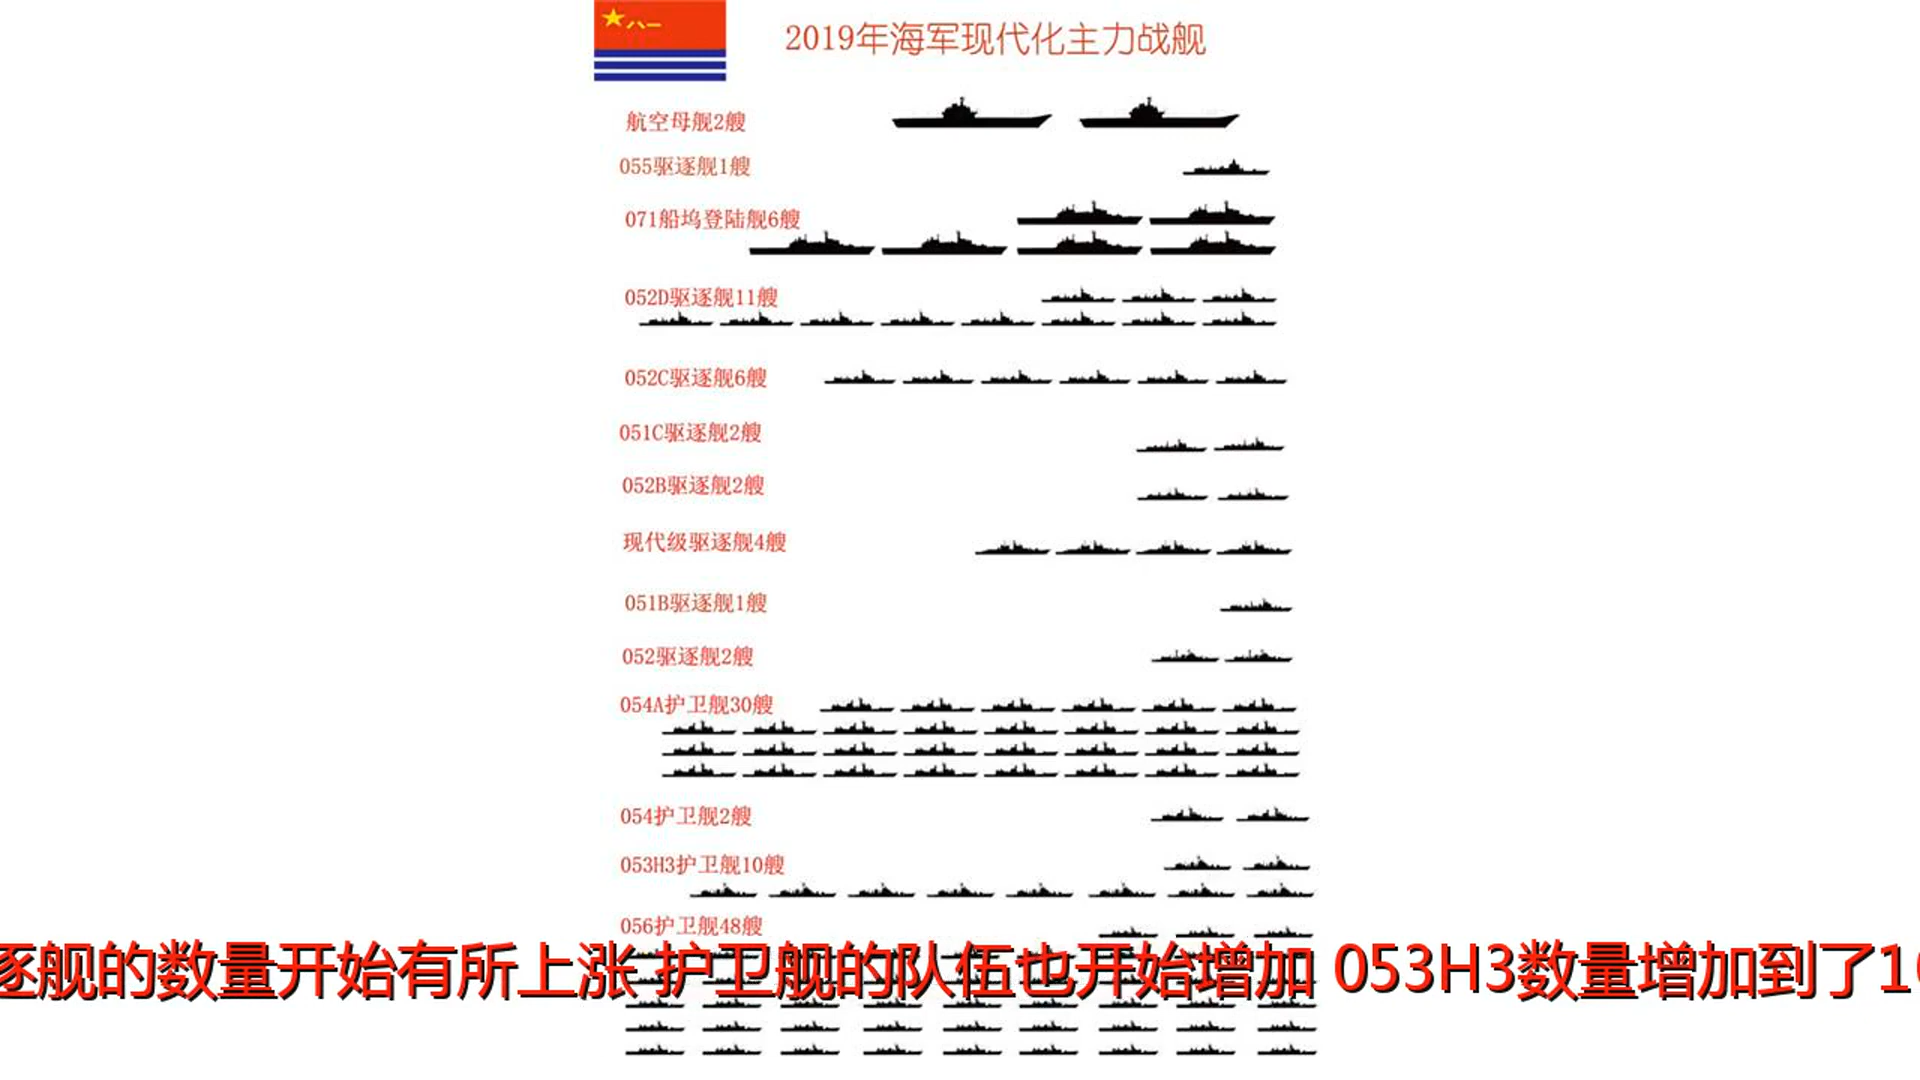 八一
2019年海军现代化主力战舰
航空母舰2艘
055驱逐舰1艘
071船坞登陆舰6艘
052D驱逐舰11艘
052C驱逐舰6艘
051C驱逐舰2艘
052B驱逐舰2艘
现代级驱逐舰4艘
051B驱逐舰1艘
052驱逐舰2艘
054A护卫舰30艘
054护卫舰2艘
053H3护卫舰10艘
056护卫舰48艘
逐舰的数量开始有所上涨 护卫舰的队伍也开始增加 053H3数量增加到了1